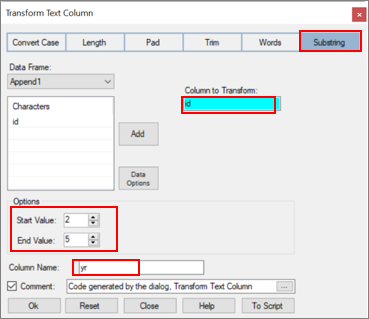 Transform Text Column
Convert Case Length Pad Trim Words Substring
Data Frame:
Append1
Column to Transform:
id
Characters
id
Add
Data Options
Options
Start Value: 2
End Value: 5
Column Name: yr
Comment: Code generated by the dialog, Transform Text Column ...
Ok Reset Close Help To Script